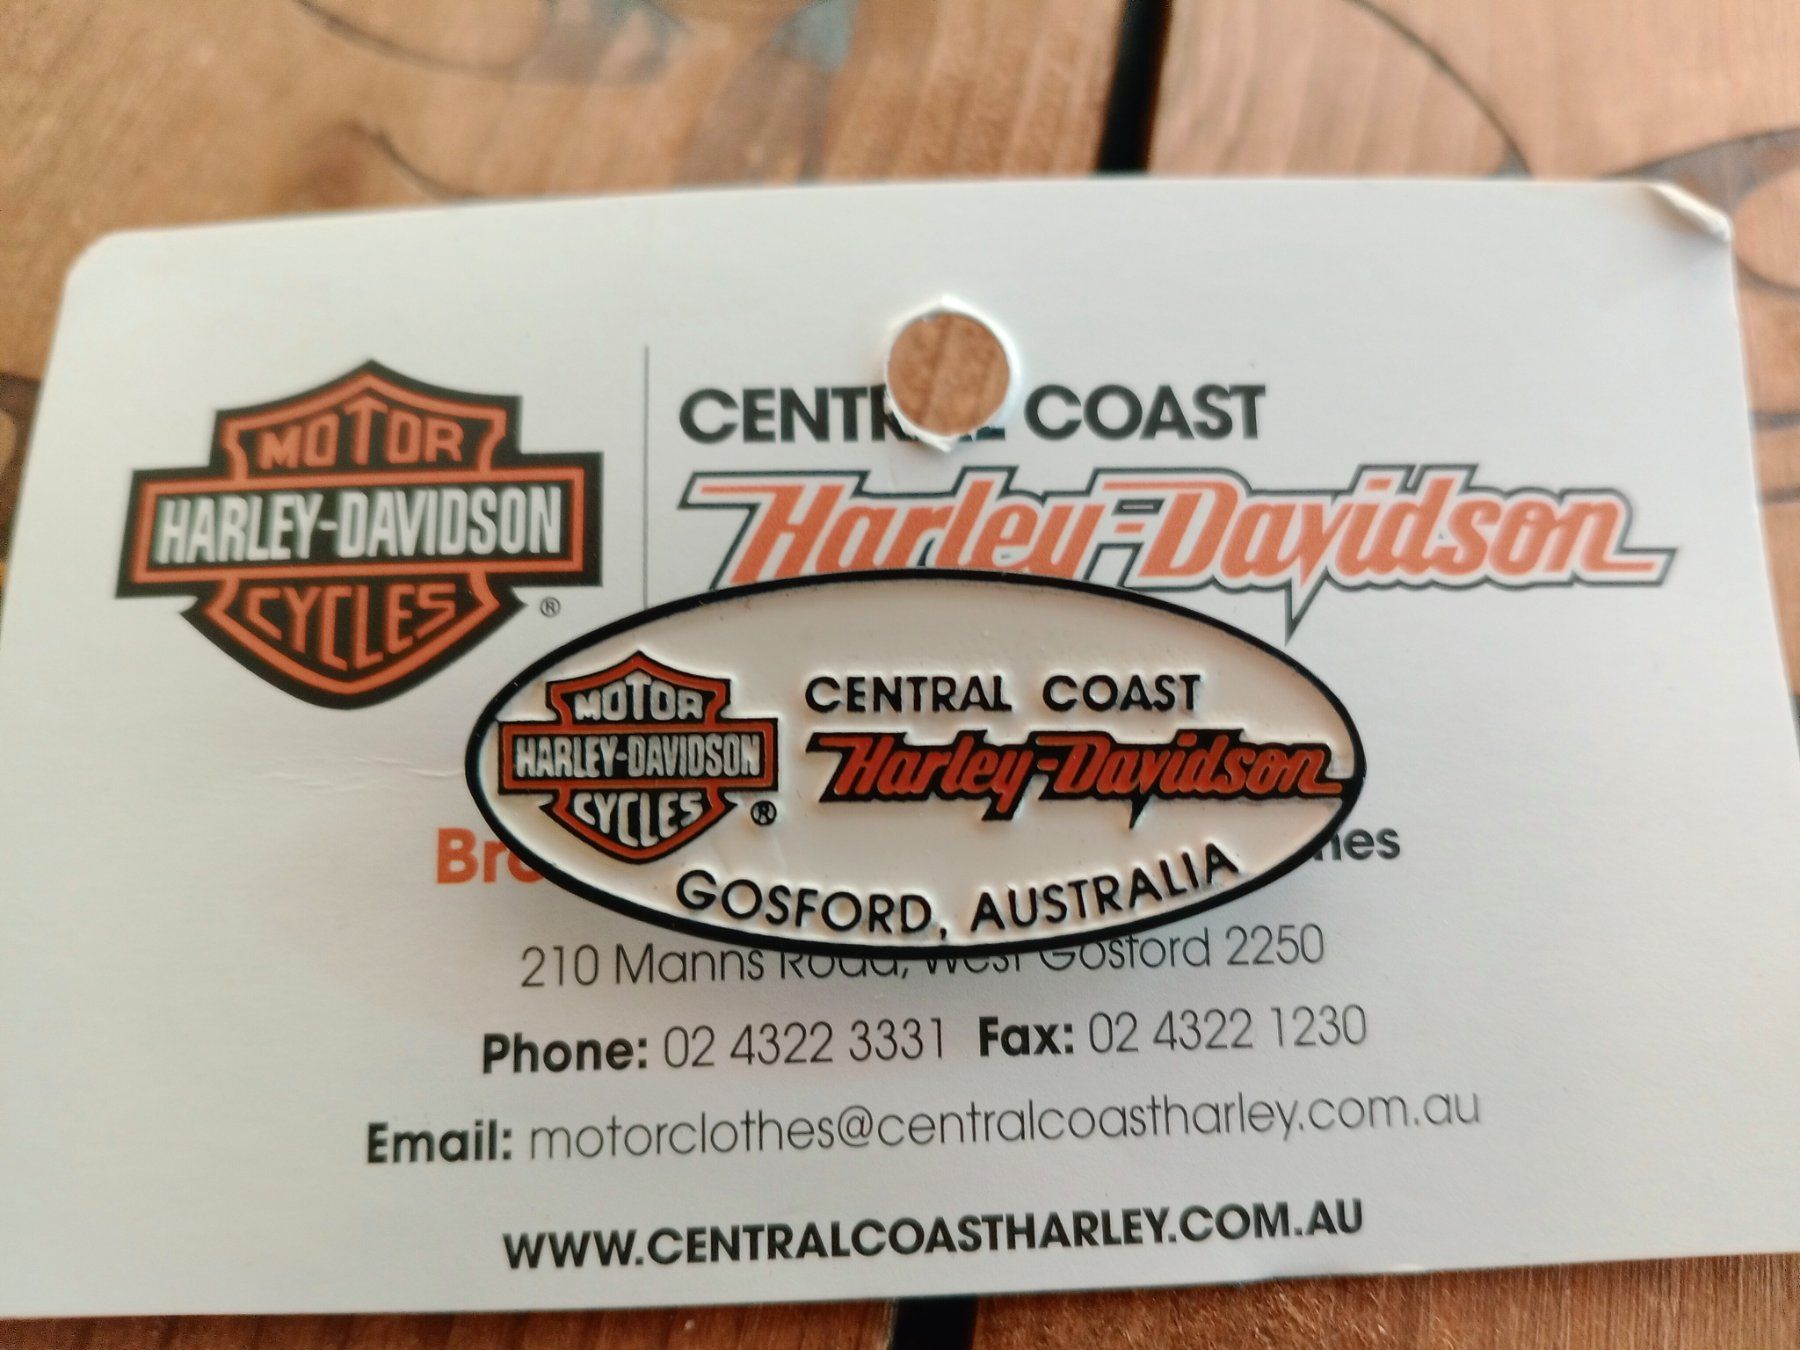 MOTOR
HARLEY-DAVIDSON
CYCLES
®
CENTRAL COAST
Harley-Davidson
MOTOR
HARLEY-DAVIDSON
CYCLES
®
CENTRAL COAST
Harley-Davidson
GOSFORD, AUSTRALIA
210 Manns Road, West Gosford 2250
Phone: 02 4322 3331 Fax: 02 4322 1230
Email: motorclothes@centralcoastharley.com.au
WWW.CENTRALCOASTHARLEY.COM.AU